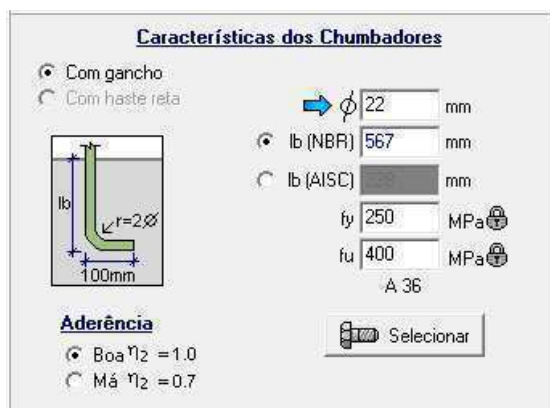 Características dos Chumbadores
Com gancho
Com haste reta
ϕ 22 mm
lb (NBR) 567 mm
lb (AISC) mm
fy 250 MPa
fu 400 MPa
A 36
lb
r=2Ø
100mm
Aderência
Boa η2 =1.0
Má η2 =0.7
Selecionar